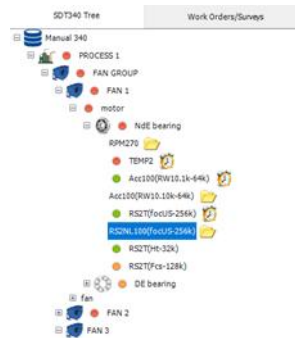 SDT340 Tree
Work Orders/Surveys
Manual 340
PROCESS 1
FAN GROUP
FAN 1
motor
NdE bearing
RPM270
TEMP2
Acc100(RW10.1k-64k)
Acc100(RW10.10k-64k)
RS2T(focUS-256k)
RS2NL100(focUS-256k)
RS2T(Ht-32k)
RS2T(Fcs-128k)
DE bearing
fan
FAN 2
FAN 3